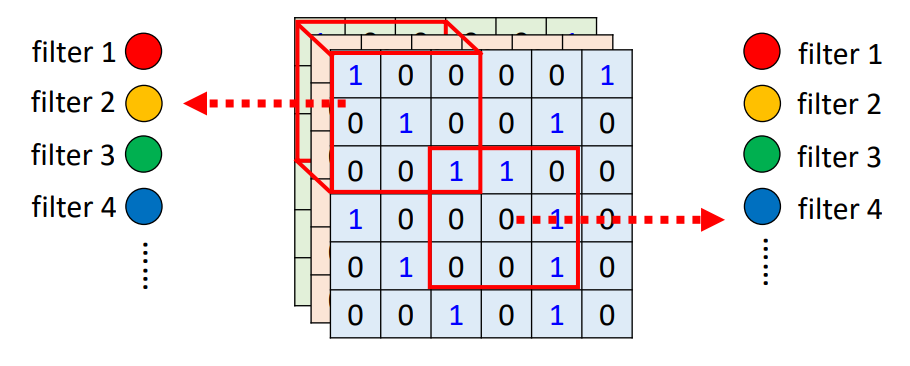 filter 1
filter 2
filter 3
filter 4
1 0 0 0 0 1
0 1 0 0 1 0
0 0 1 1 0 0
1 0 0 0 1 0
0 1 0 0 1 0
0 0 1 0 1 0
filter 1
filter 2
filter 3
filter 4